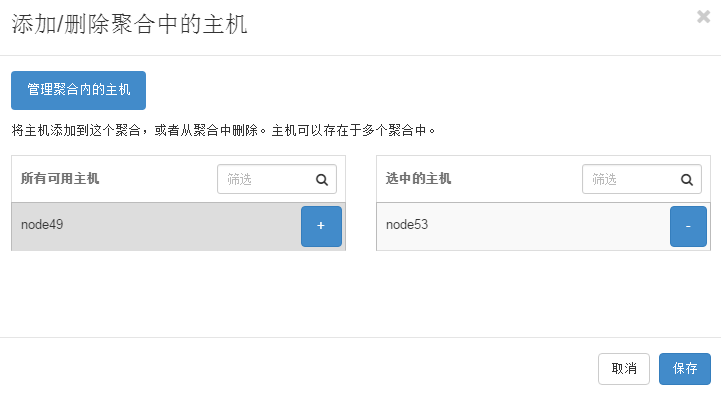 添加/删除聚合中的主机
×
管理聚合内的主机
将主机添加到这个聚合，或者从聚合中删除。主机可以存在于多个聚合中。
所有可用主机 筛选
选中的主机 筛选
node49 +
node53 -
取消 保存